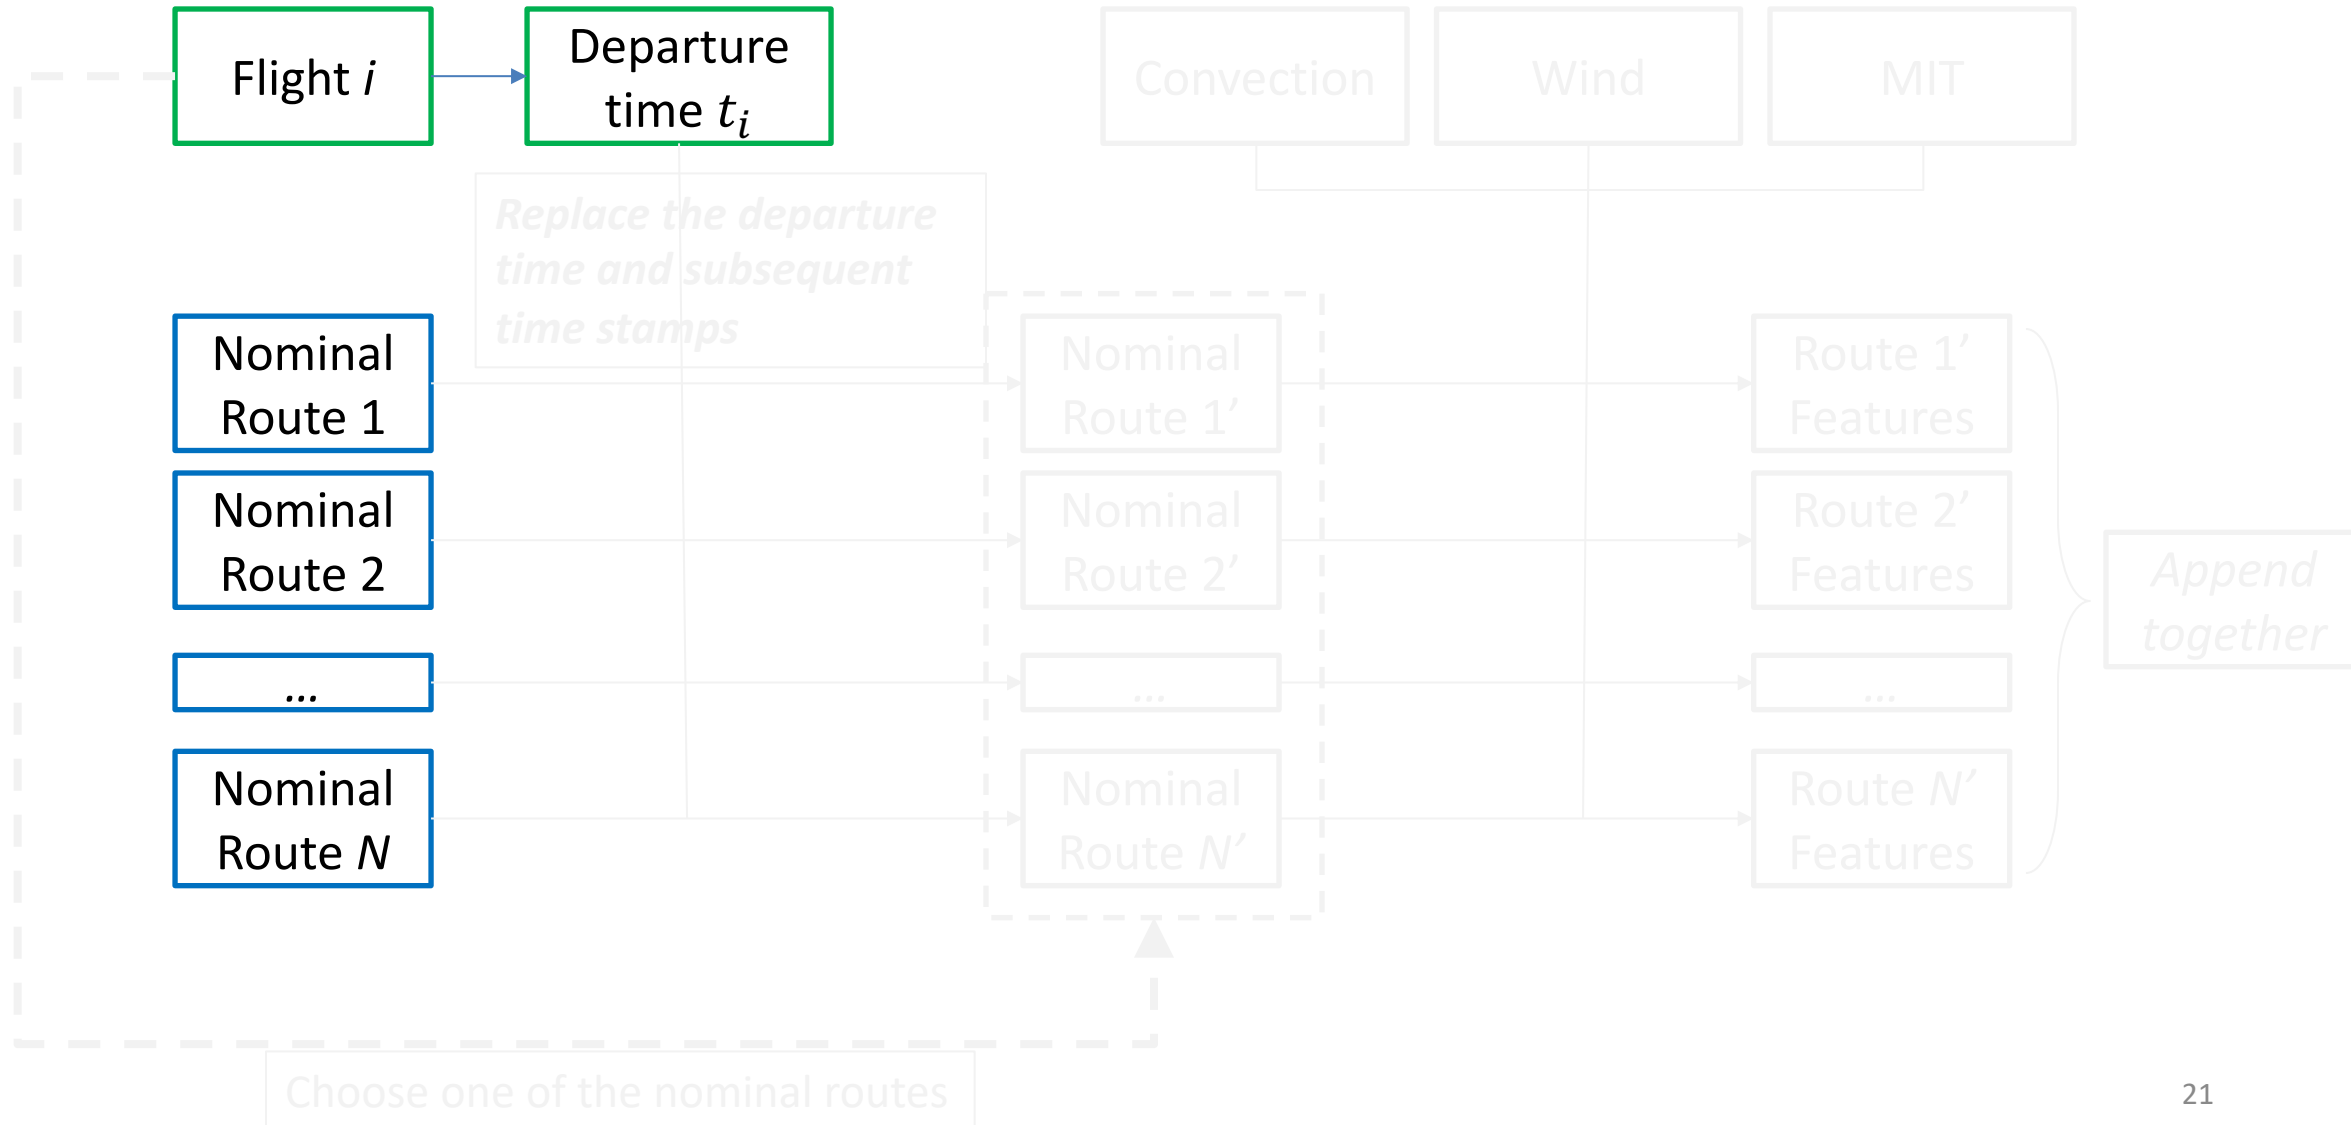 Flight i
Departure
time tᵢ
Convection
Wind
MIT
Replace the departure
time and subsequent
time stamps
Nominal
Route 1
Nominal
Route 1’
Route 1’
Features
Nominal
Route 2
Nominal
Route 2’
Route 2’
Features
Append
together
...
...
...
Nominal
Route N
Nominal
Route N’
Route N’
Features
Choose one of the nominal routes
21